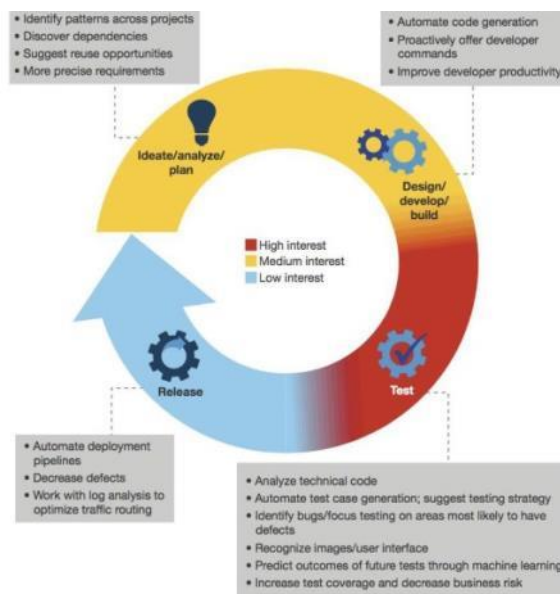 • Identify patterns across projects
• Discover dependencies
• Suggest reuse opportunities
• More precise requirements
• Automate code generation
• Proactively offer developer
commands
• Improve developer productivity
Ideate/analyze/
plan
Design/
develop/
build
High interest
Medium interest
Low interest
Release
Test
• Automate deployment
pipelines
• Decrease defects
• Work with log analysis to
optimize traffic routing
• Analyze technical code
• Automate test case generation; suggest testing strategy
• Identify bugs/focus testing on areas most likely to have
defects
• Recognize images/user interface
• Predict outcomes of future tests through machine learning
• Increase test coverage and decrease business risk